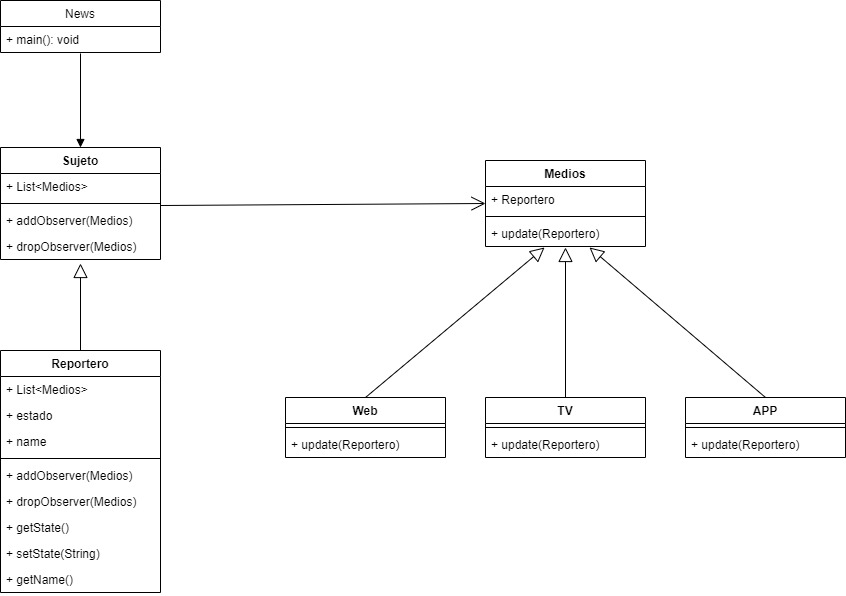 News
+ main(): void
Sujeto
+ List<Medios>
+ addObserver(Medios)
+ dropObserver(Medios)
Medios
+ Reportero
+ update(Reportero)
Reportero
+ List<Medios>
+ estado
+ name
+ addObserver(Medios)
+ dropObserver(Medios)
+ getState()
+ setState(String)
+ getName()
Web
+ update(Reportero)
TV
+ update(Reportero)
APP
+ update(Reportero)